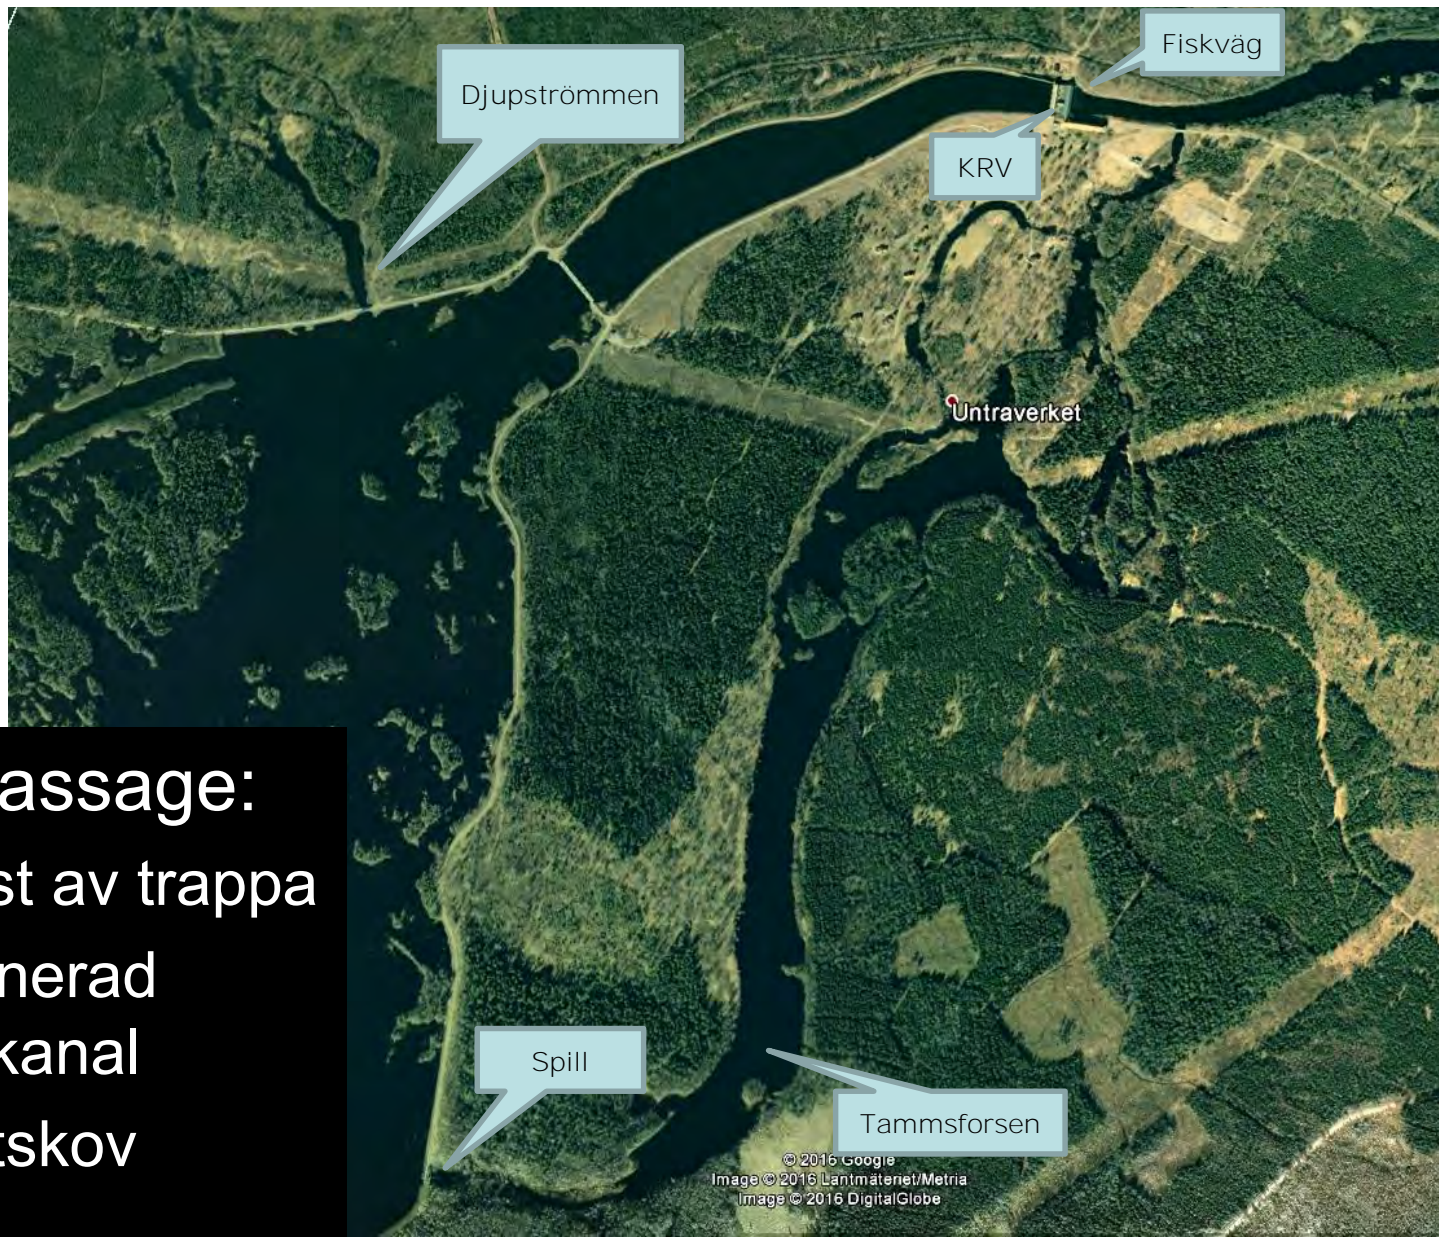 Fiskväg
Djupströmmen
KRV
Untraverket
assage:
st av trappa
nerad
kanal
tskov
Spill
Tammsforsen
© 2016 Google
Image © 2016 Lantmäteriet/Metria
Image © 2016 DigitalGlobe